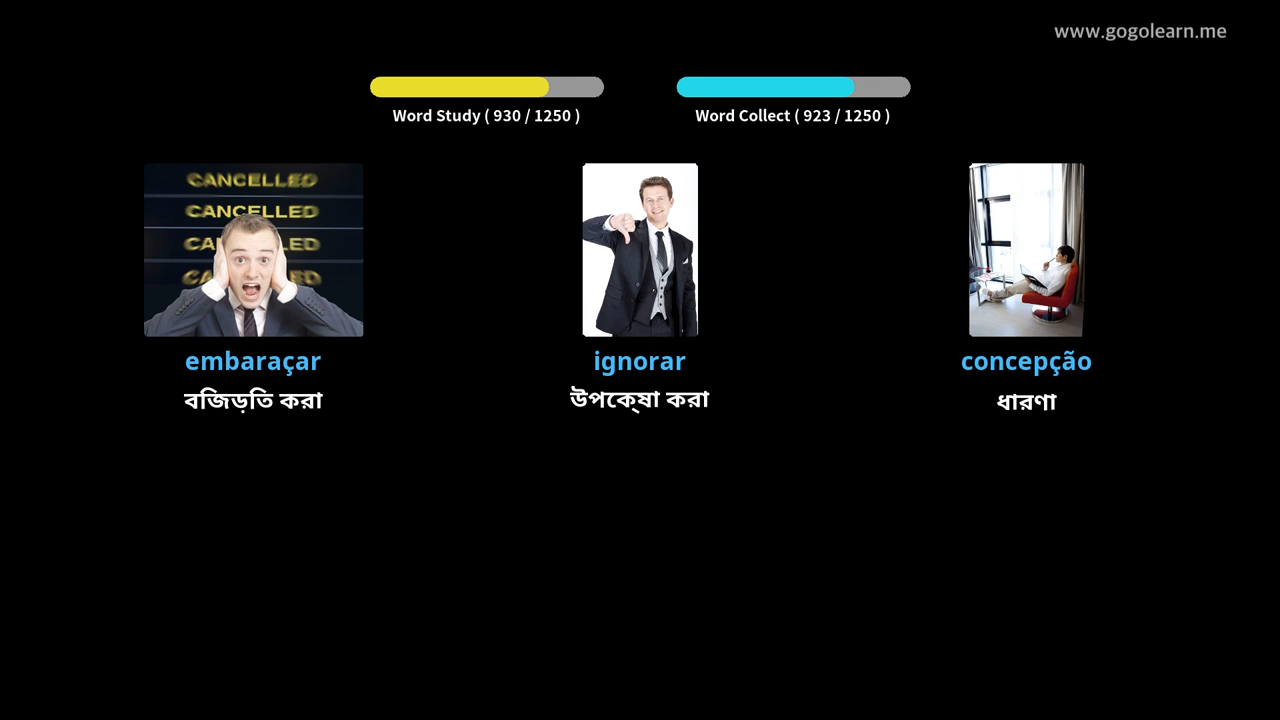 www.gogolearn.me
Word Study ( 930 / 1250 )
Word Collect ( 923 / 1250 )
CANCELLED
CANCELLED
embaraçar
ignorar
concepção
বজিড়তি করা
উপক্েষা করা
ধারণা